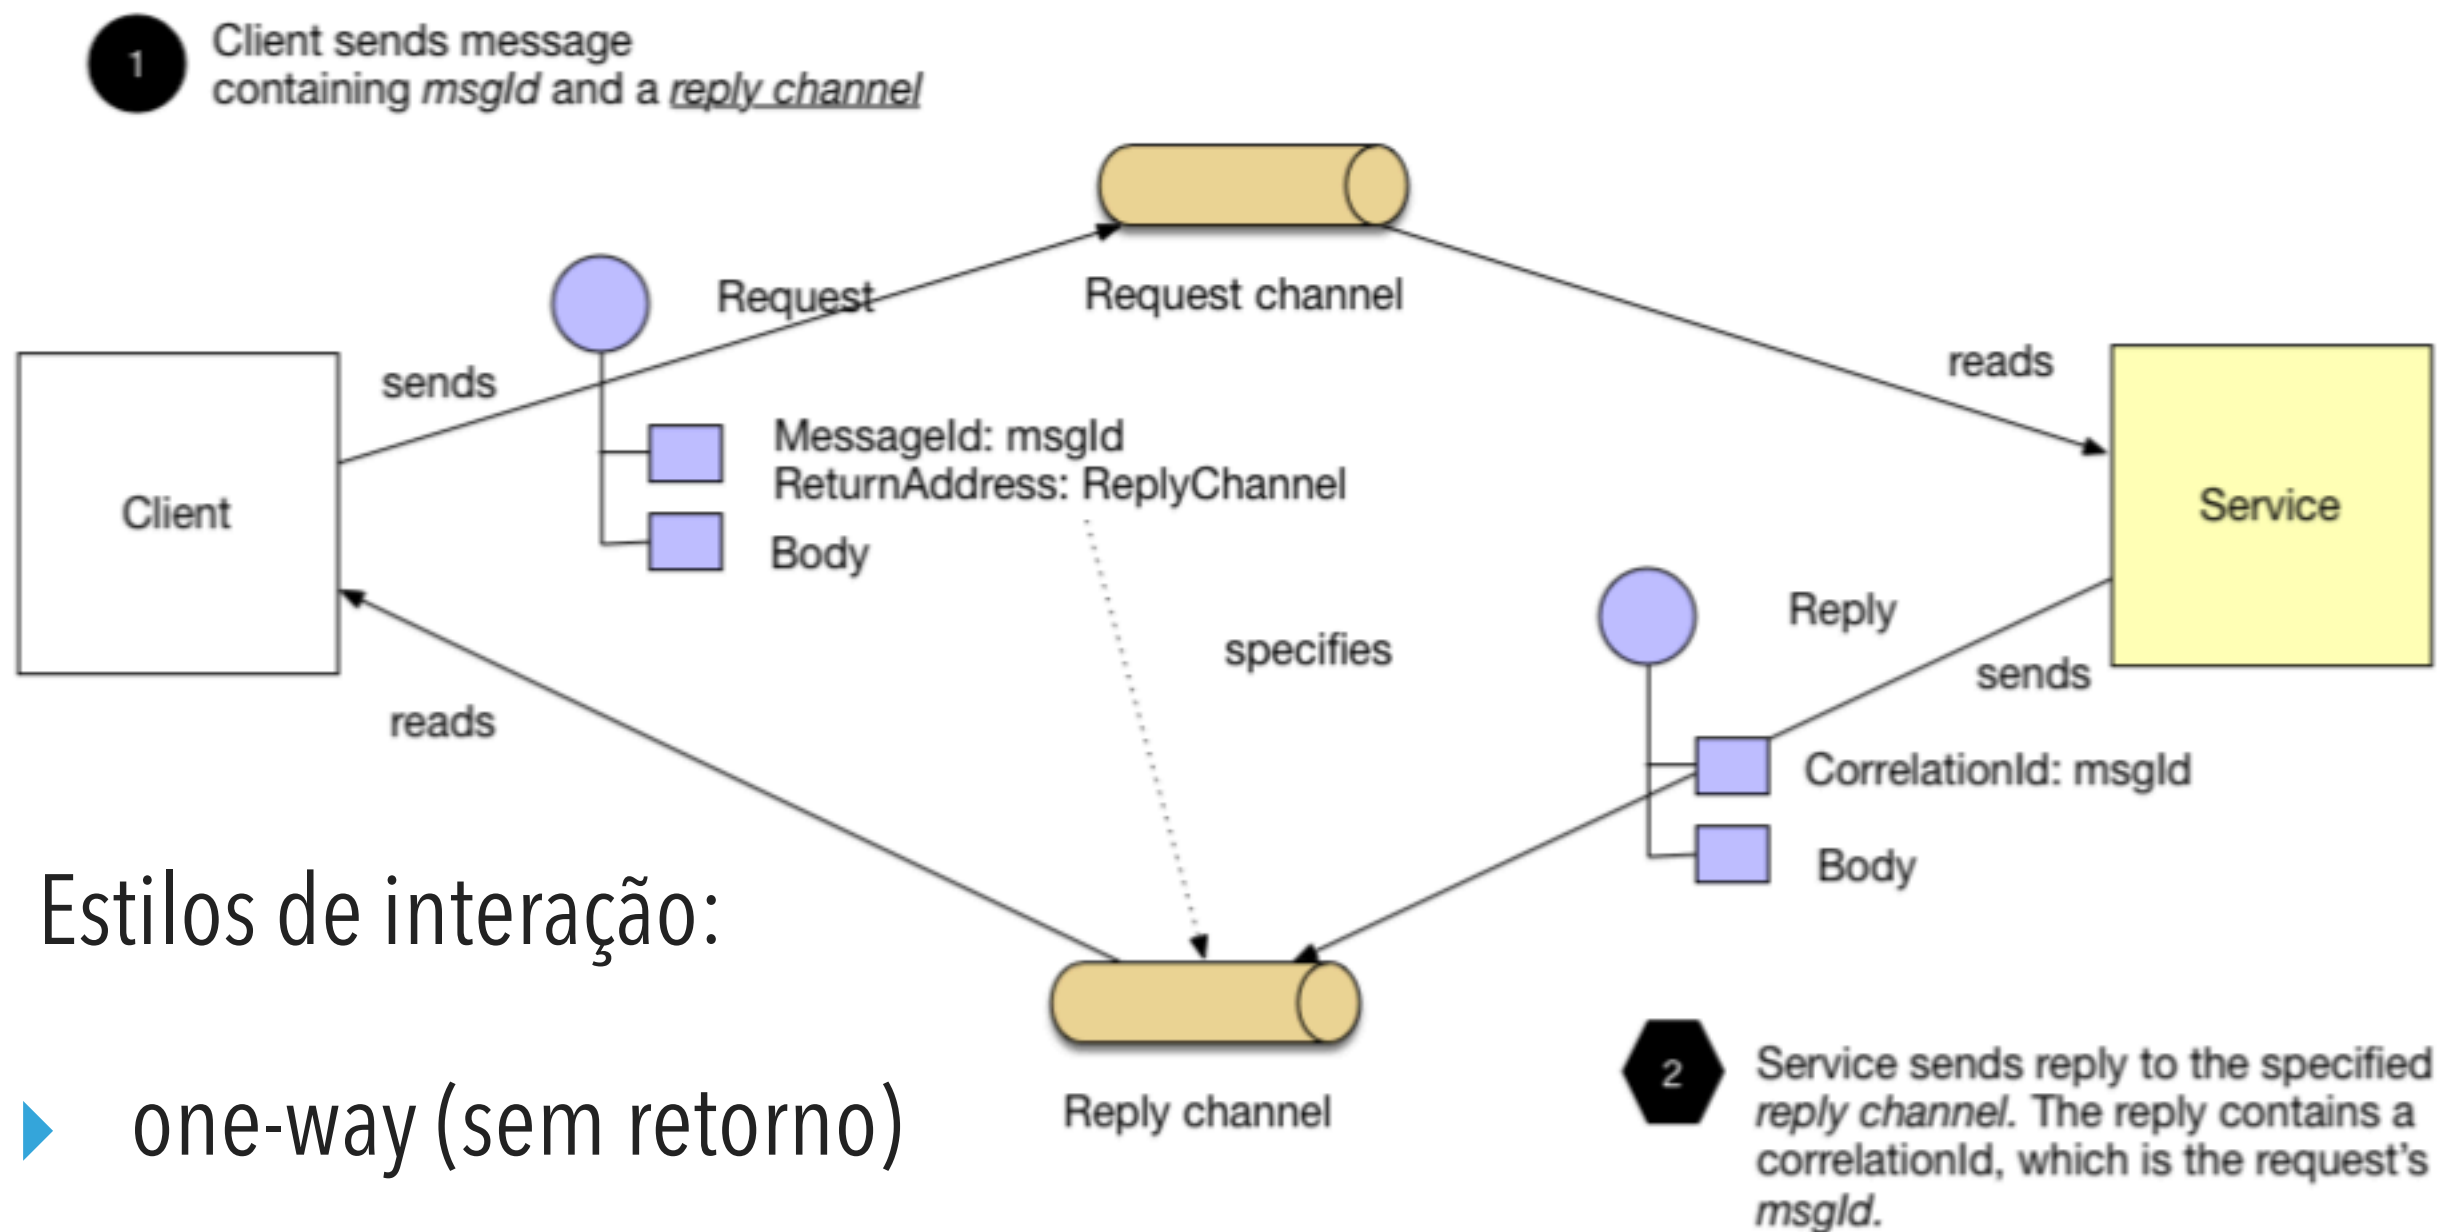 1
Client sends message
containing msgId and a reply channel
Request
Request channel
sends
reads
MessageId: msgId
ReturnAddress: ReplyChannel
Client
Service
Body
Reply
specifies
sends
reads
CorrelationId: msgId
Body
Estilos de interação:
one-way (sem retorno)
Reply channel
2
Service sends reply to the specified
reply channel. The reply contains a
correlationId, which is the request's
msgId.